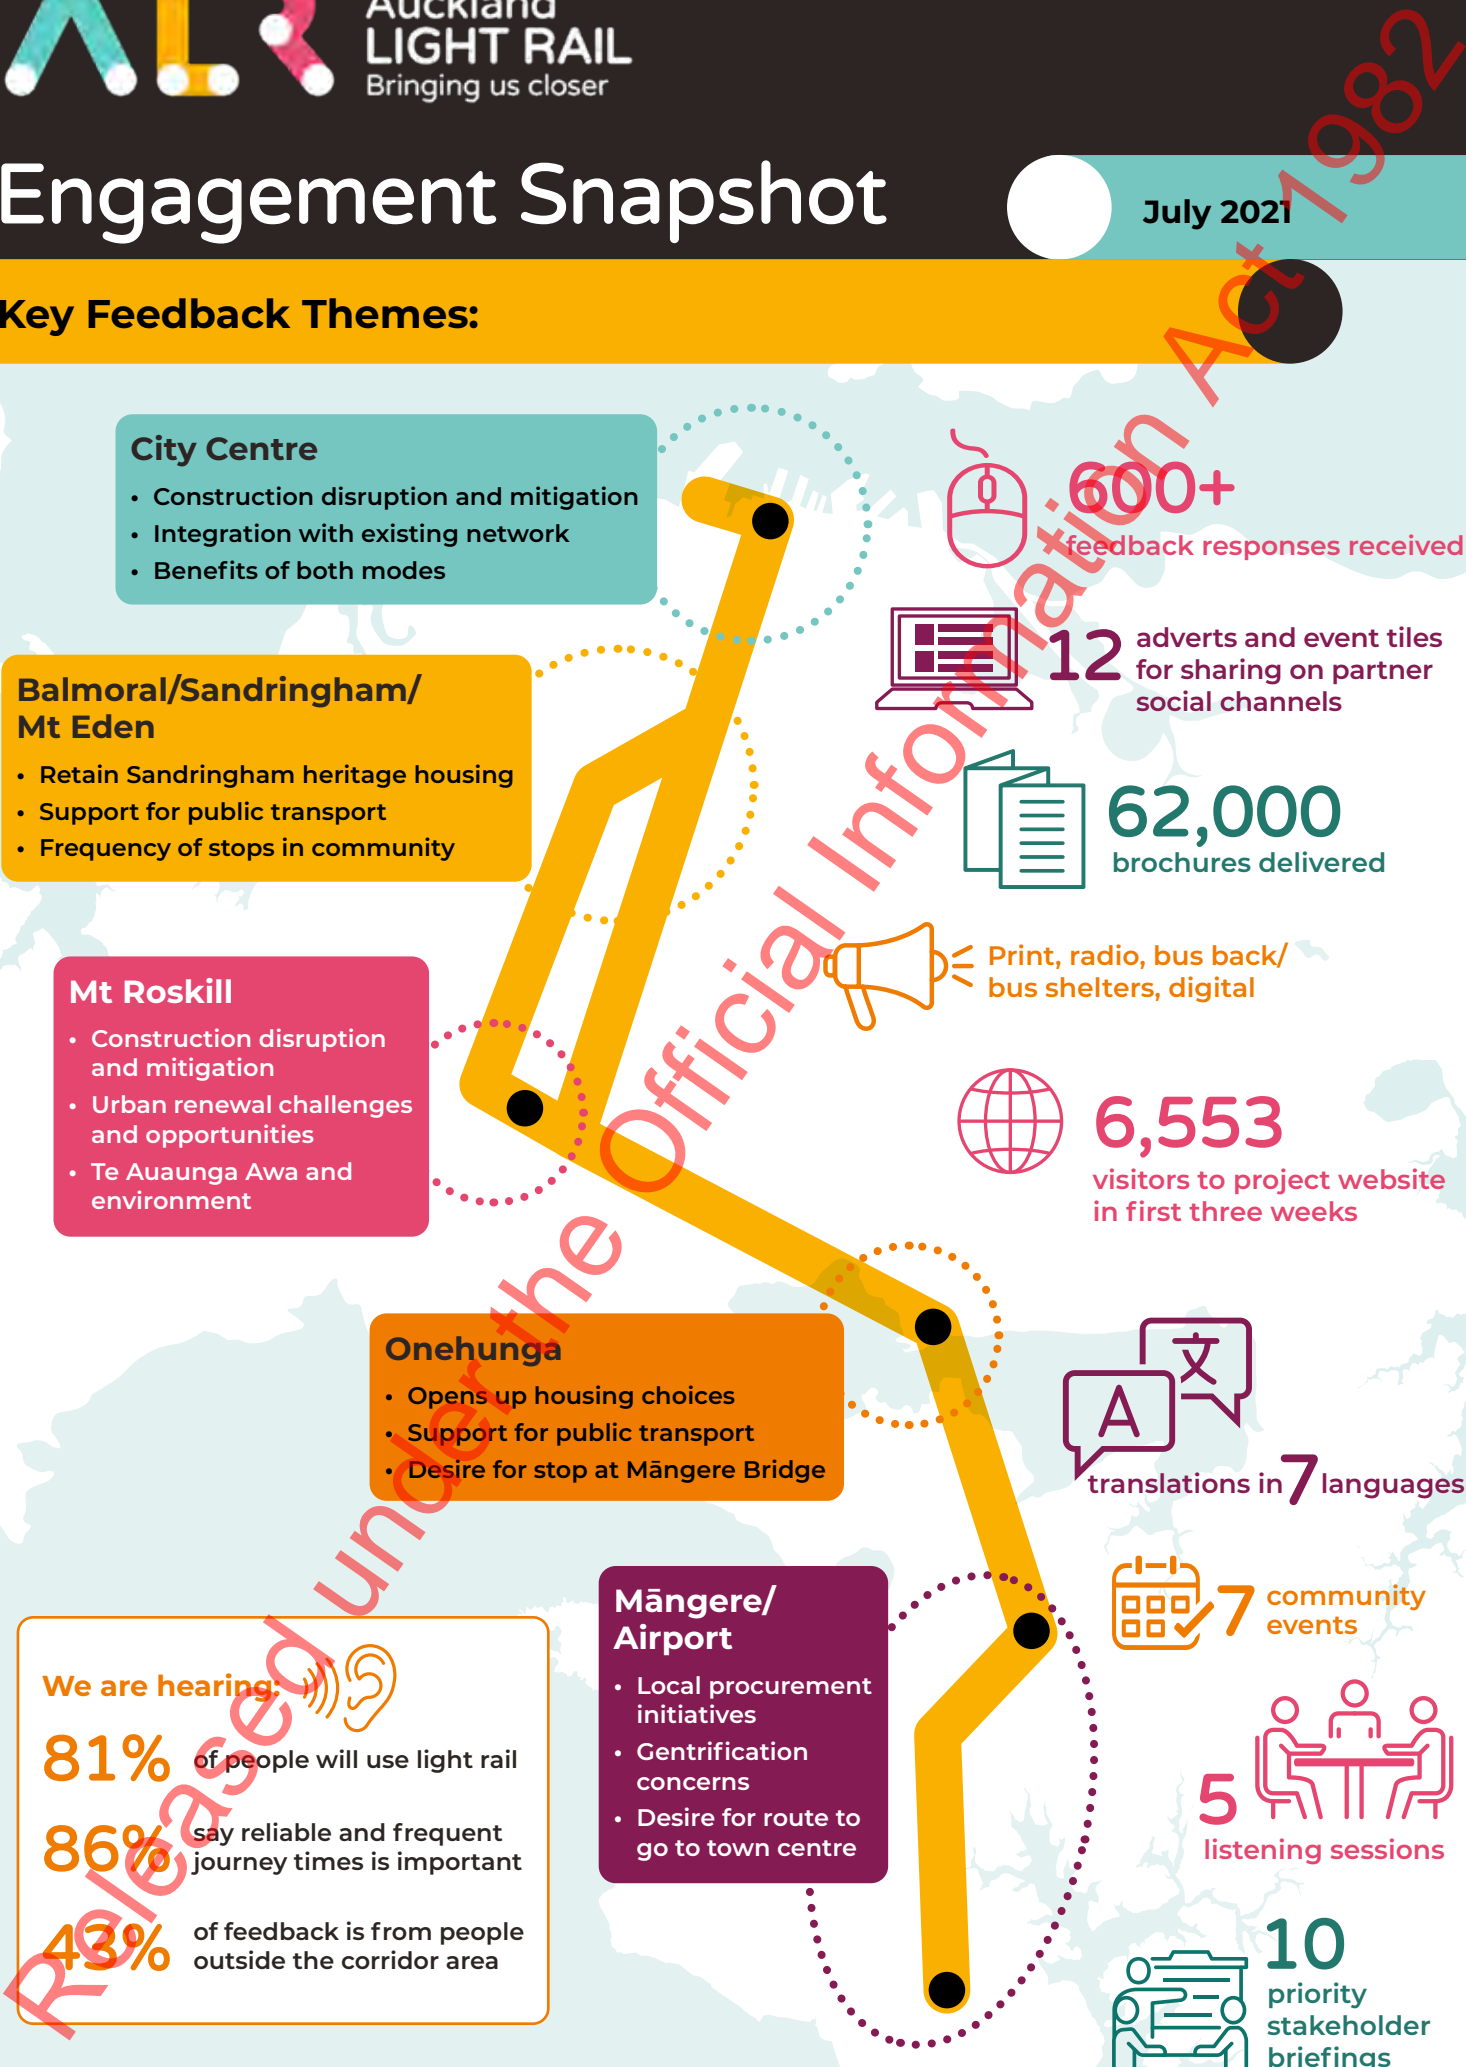 ALR
Auckland
LIGHT RAIL
Bringing us closer
Engagement Snapshot
July 2021
Key Feedback Themes:
City Centre
• Construction disruption and mitigation
• Integration with existing network
• Benefits of both modes
Balmoral/Sandringham/
Mt Eden
• Retain Sandringham heritage housing
• Support for public transport
• Frequency of stops in community
Mt Roskill
• Construction disruption
and mitigation
• Urban renewal challenges
and opportunities
• Te Auaunga Awa and
environment
Onehunga
• Opens up housing choices
• Support for public transport
• Desire for stop at Māngere Bridge
Māngere/
Airport
• Local procurement
initiatives
• Gentrification
concerns
• Desire for route to
go to town centre
We are hearing:
81% of people will use light rail
86% say reliable and frequent
journey times is important
43% of feedback is from people
outside the corridor area
600+
feedback responses received
12 adverts and event tiles
for sharing on partner
social channels
62,000
brochures delivered
Print, radio, bus back/
bus shelters, digital
6,553
visitors to project website
in first three weeks
A
文
translations in 7 languages
7 community
events
5
listening sessions
10
priority
stakeholder
briefings
Released under the Official Information Act 1982